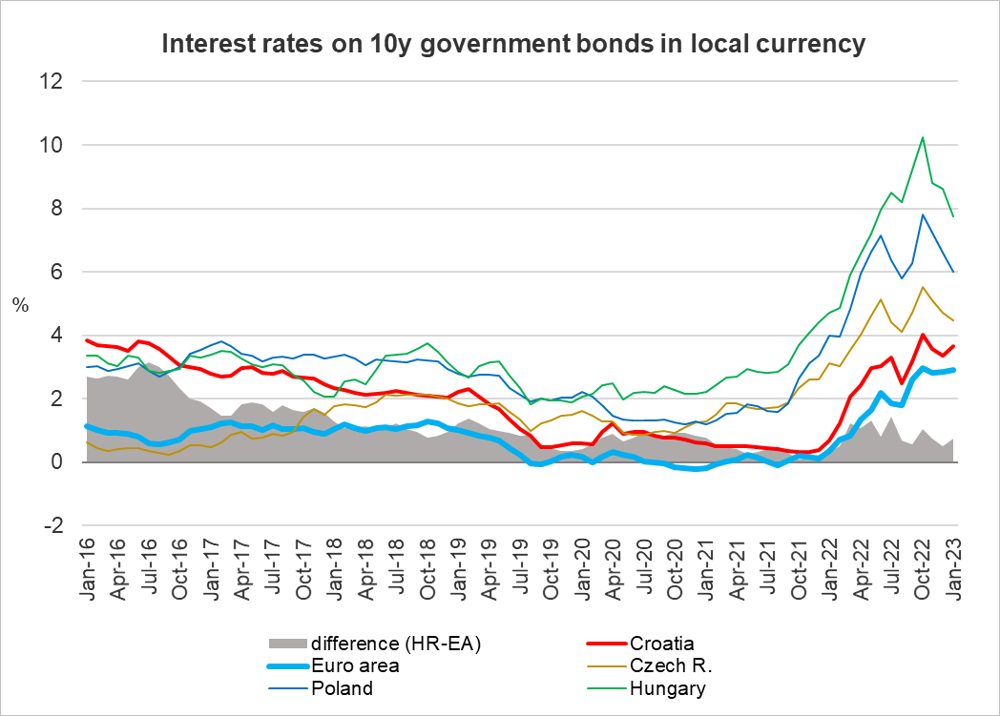 Interest rates on 10y government bonds in local currency
12
10
8
6
%
4
2
0
-2
Jan-16
Apr-16
Jul-16
Oct-16
Jan-17
Apr-17
Jul-17
Oct-17
Jan-18
Apr-18
Jul-18
Oct-18
Jan-19
Apr-19
Jul-19
Oct-19
Jan-20
Apr-20
Jul-20
Oct-20
Jan-21
Apr-21
Jul-21
Oct-21
Jan-22
Apr-22
Jul-22
Oct-22
Jan-23
difference (HR-EA)
Croatia
Euro area
Czech R.
Poland
Hungary